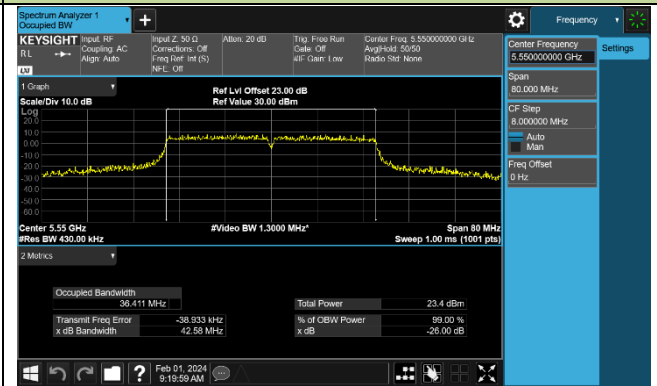 Spectrum Analyzer 1
Occupied BW
+
Frequency
KEYSIGHT
RL
LXI
Input: RF
Coupling: AC
Align: Auto
Input Z: 50 Ω
Corrections: Off
Freq Ref: Int (S)
NFE: Off
Atten: 20 dB
Trig: Free Run
Gate: Off
#IF Gain: Low
Center Freq: 5.550000000 GHz
Avg|Hold: 50/50
Radio Std: None
Center Frequency
5.550000000 GHz
Settings
Span
80.000 MHz
CF Step
8.000000 MHz
Auto
Man
Freq Offset
0 Hz
1 Graph
Scale/Div 10.0 dB
Ref Lvl Offset 23.00 dB
Ref Value 30.00 dBm
Log
20.0
10.0
0.00
-10.0
-20.0
-30.0
-40.0
-50.0
-60.0
Center 5.55 GHz
#Res BW 430.00 kHz
#Video BW 1.3000 MHz*
Span 80 MHz
Sweep 1.00 ms (1001 pts)
2 Metrics
Occupied Bandwidth
36.411 MHz
Total Power 23.4 dBm
Transmit Freq Error -38.933 kHz
% of OBW Power 99.00 %
x dB Bandwidth 42.58 MHz
x dB -26.00 dB
?
Feb 01, 2024
9:19:59 AM